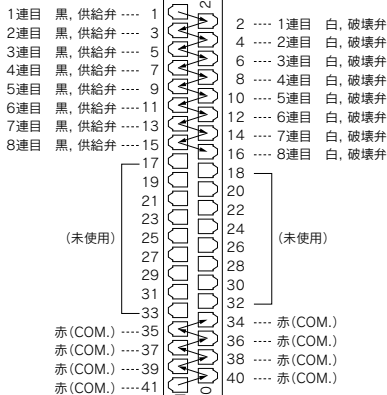 2
1連目 黒, 供給弁 ---- 1
2 ---- 1連目 白, 破壊弁
2連目 黒, 供給弁 ---- 3
4 ---- 2連目 白, 破壊弁
3連目 黒, 供給弁 ---- 5
6 ---- 3連目 白, 破壊弁
4連目 黒, 供給弁 ---- 7
8 ---- 4連目 白, 破壊弁
5連目 黒, 供給弁 ---- 9
10 ---- 5連目 白, 破壊弁
6連目 黒, 供給弁 ---- 11
12 ---- 6連目 白, 破壊弁
7連目 黒, 供給弁 ---- 13
14 ---- 7連目 白, 破壊弁
8連目 黒, 供給弁 ---- 15
16 ---- 8連目 白, 破壊弁
17
18
19
20
21
22
23
24
(未使用) 25
26 (未使用)
27
28
29
30
31
32
33
34 ---- 赤(COM.)
赤(COM.) ---- 35
36 ---- 赤(COM.)
赤(COM.) ---- 37
38 ---- 赤(COM.)
赤(COM.) ---- 39
40 ---- 赤(COM.)
赤(COM.) ---- 41